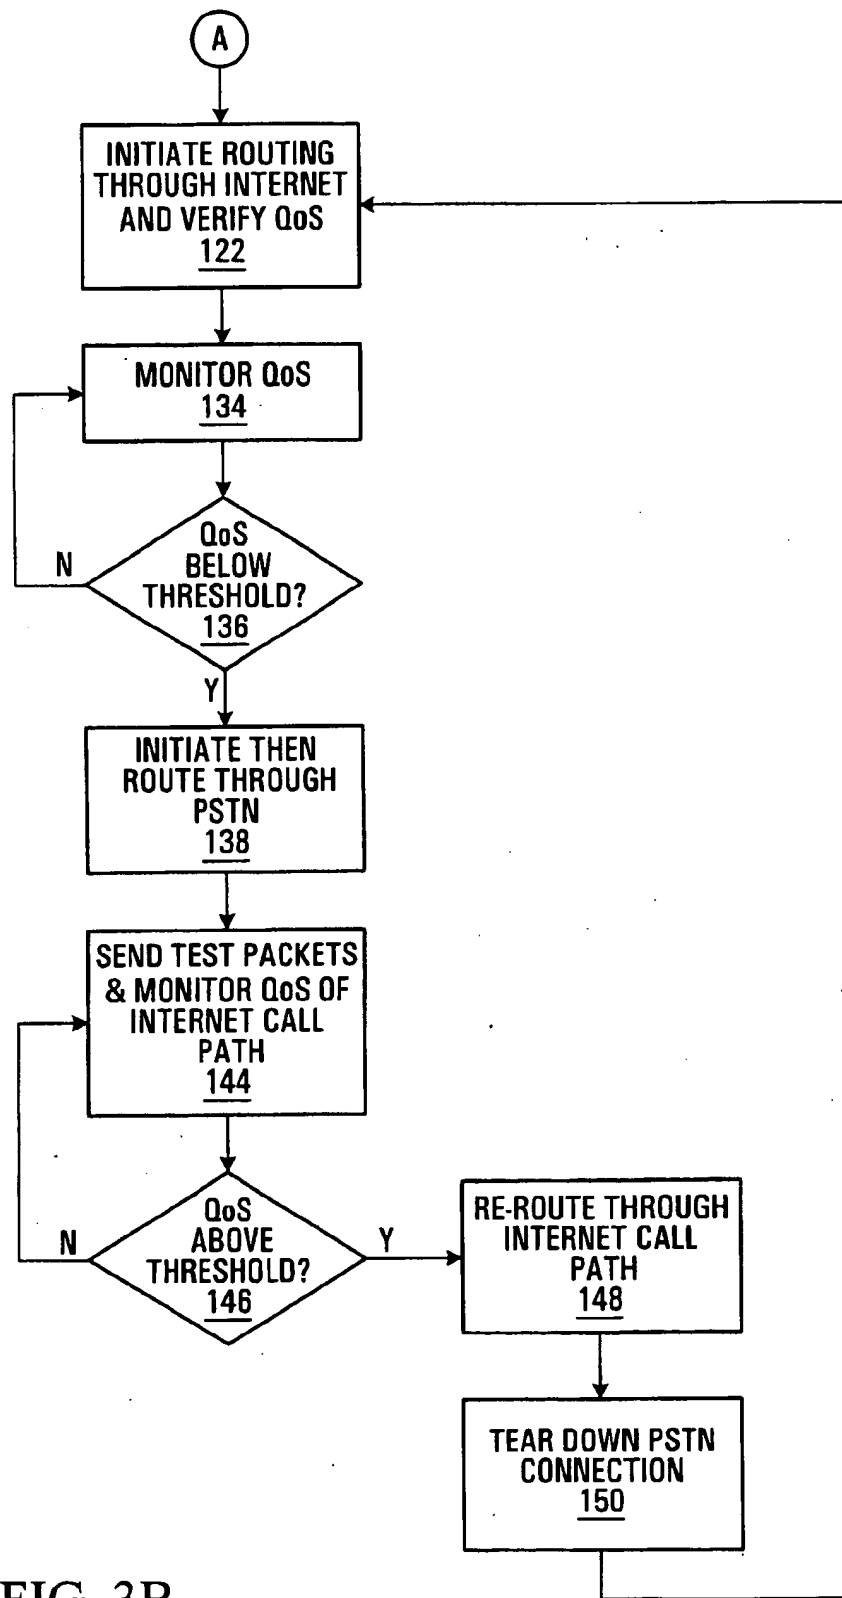 A
INITIATE ROUTING
THROUGH INTERNET
AND VERIFY QoS
122
MONITOR QoS
134
QoS
BELOW
THRESHOLD?
136
N
Y
INITIATE THEN
ROUTE THROUGH
PSTN
138
SEND TEST PACKETS
& MONITOR QoS OF
INTERNET CALL
PATH
144
QoS
ABOVE
THRESHOLD?
146
N
Y
RE-ROUTE THROUGH
INTERNET CALL
PATH
148
TEAR DOWN PSTN
CONNECTION
150
FIG. 3B